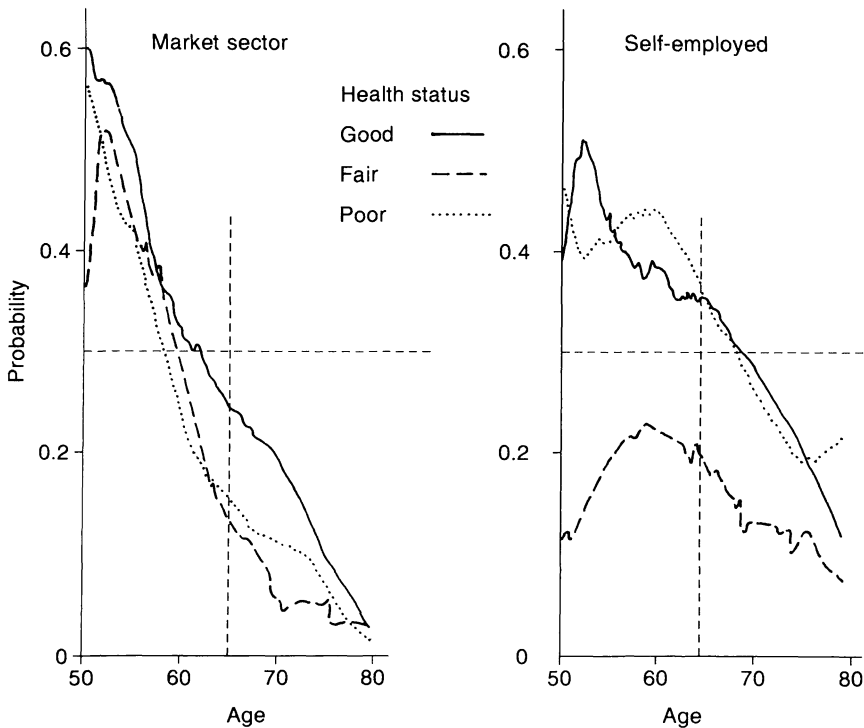 Market sector
Self-employed
Health status
Good
Fair
Poor
Probability
0.6
0.4
0.2
0
50 60 70 80
Age
0.6
0.4
0.2
0
50 60 70 80
Age